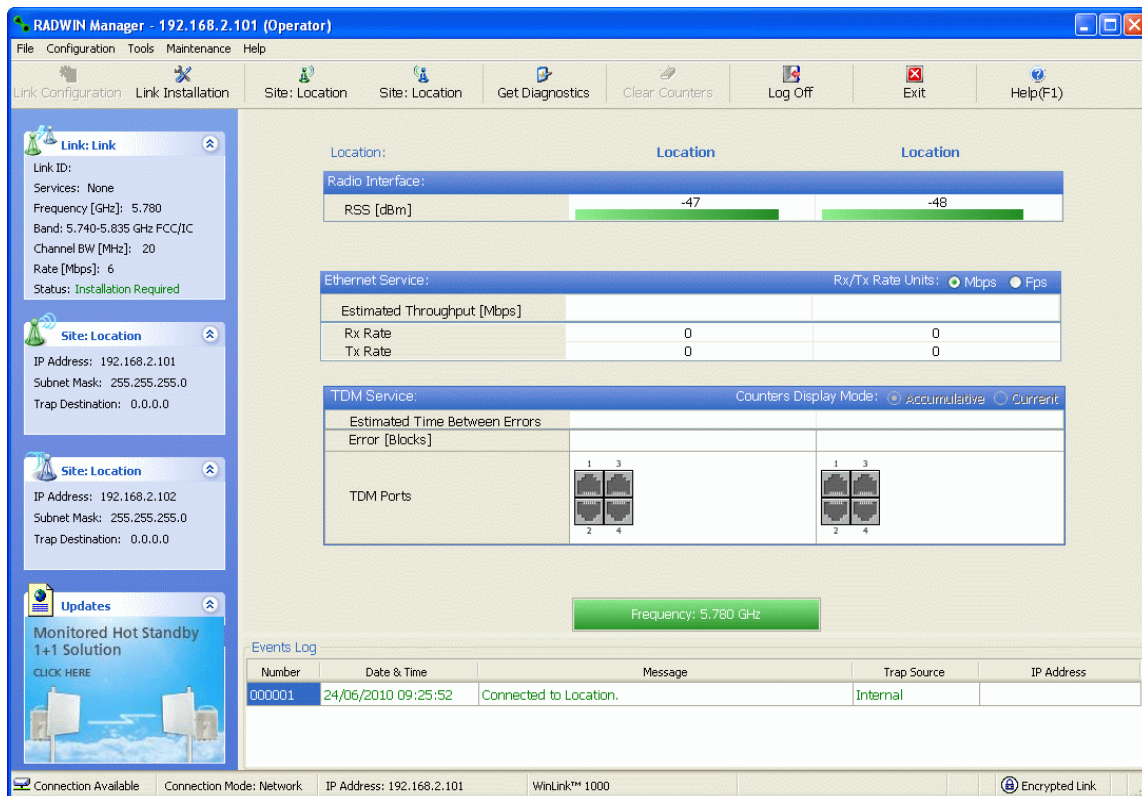 RADWIN Manager - 192.168.2.101 (Operator)
File Configuration Tools Maintenance Help
Link Configuration Link Installation Site: Location Site: Location Get Diagnostics Clear Counters Log Off Exit Help(F1)
Link: Link
Link ID:
Services: None
Frequency [GHz]: 5.780
Band: 5.740-5.835 GHz FCC/IC
Channel BW [MHz]: 20
Rate [Mbps]: 6
Status: Installation Required
Site: Location
IP Address: 192.168.2.101
Subnet Mask: 255.255.255.0
Trap Destination: 0.0.0.0
Site: Location
IP Address: 192.168.2.102
Subnet Mask: 255.255.255.0
Trap Destination: 0.0.0.0
Updates
Monitored Hot Standby
1+1 Solution
CLICK HERE
Location: Location Location
Radio Interface:
RSS [dBm] -47 -48
Ethernet Service: Rx/Tx Rate Units: Mbps Fps
Estimated Throughput [Mbps]
Rx Rate 0 0
Tx Rate 0 0
TDM Service: Counters Display Mode: Accumulative Current
Estimated Time Between Errors
Error [Blocks]
1 3 1 3
TDM Ports
2 4 2 4
Frequency: 5.780 GHz
Events Log
Number Date & Time Message Trap Source IP Address
000001 24/06/2010 09:25:52 Connected to Location. Internal
Connection Available Connection Mode: Network IP Address: 192.168.2.101 WinLink™ 1000 Encrypted Link